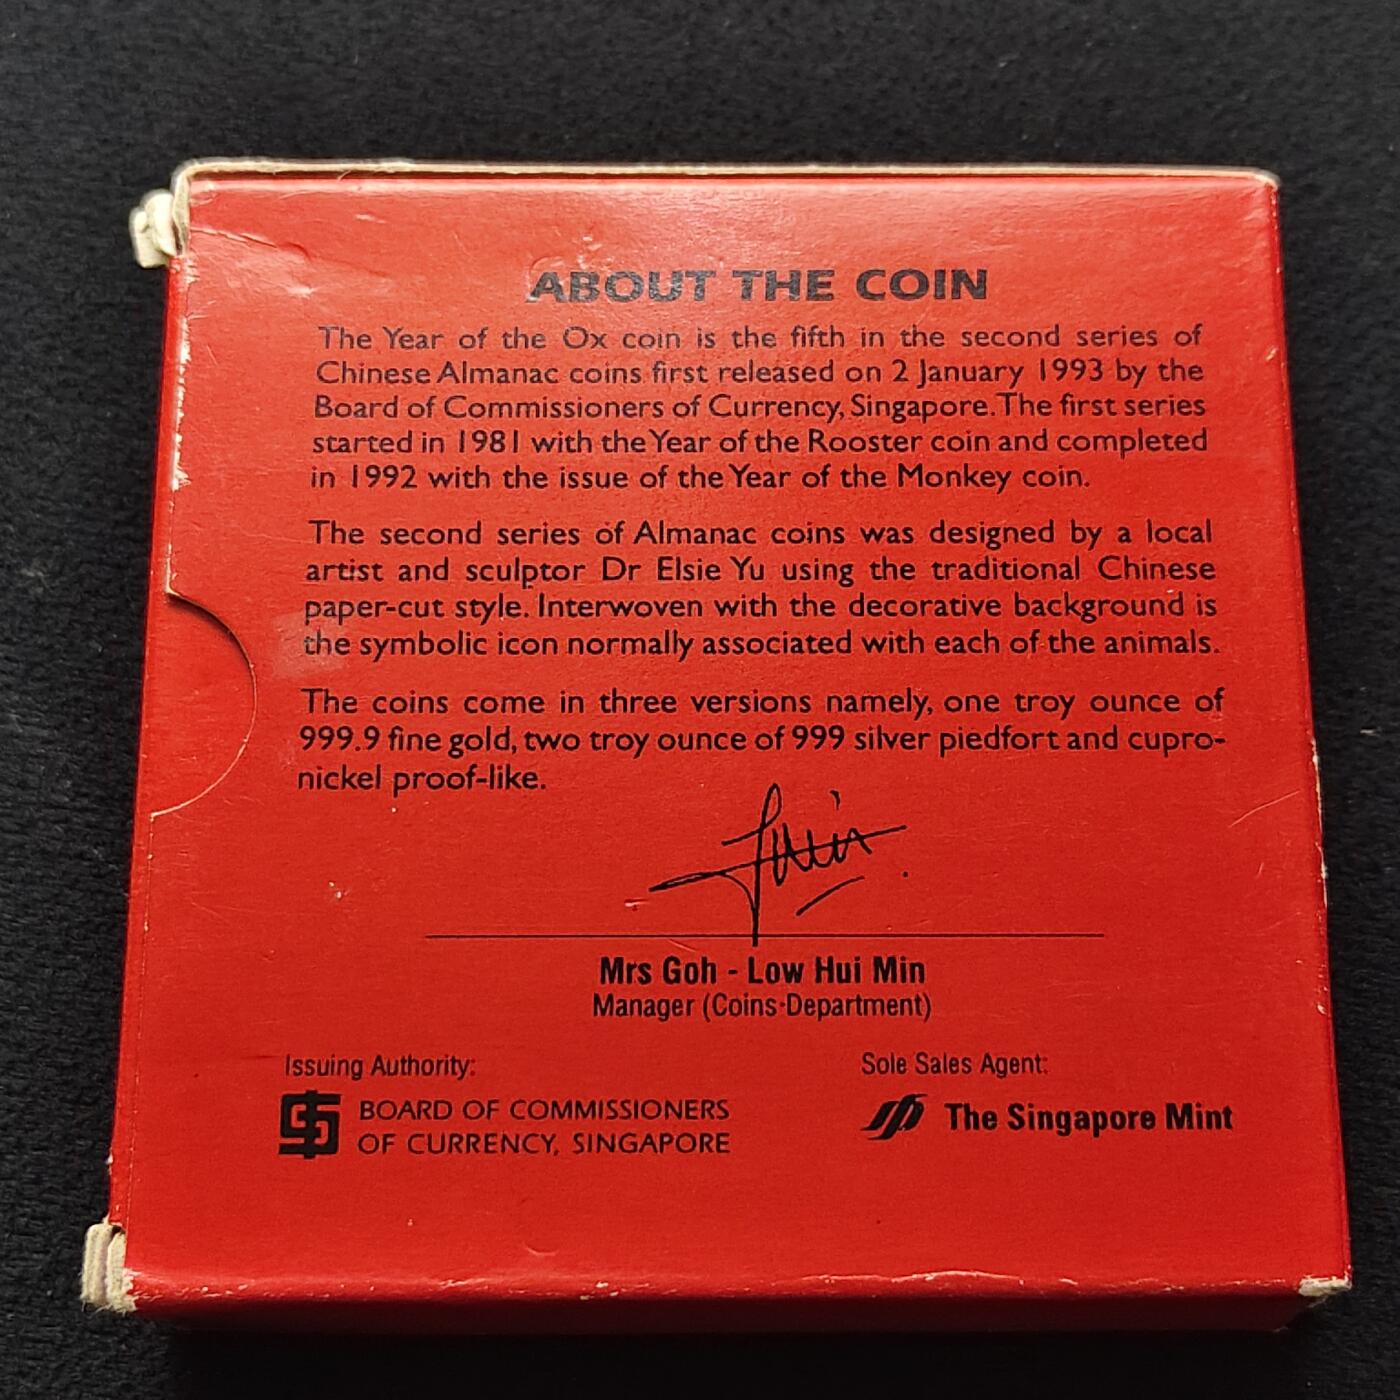 ABOUT THE COIN
The Year of the Ox coin is the fifth in the second series of
Chinese Almanac coins first released on 2 January 1993 by the
Board of Commissioners of Currency, Singapore. The first series
started in 1981 with the Year of the Rooster coin and completed
in 1992 with the issue of the Year of the Monkey coin.
The second series of Almanac coins was designed by a local
artist and sculptor Dr Elsie Yu using the traditional Chinese
paper-cut style. Interwoven with the decorative background is
the symbolic icon normally associated with each of the animals.
The coins come in three versions namely, one troy ounce of
999.9 fine gold, two troy ounce of 999 silver piedfort and cupro-
nickel proof-like.
Mrs Goh - Low Hui Min
Manager (Coins Department)
Issuing Authority:
BOARD OF COMMISSIONERS
OF CURRENCY, SINGAPORE
Sole Sales Agent:
The Singapore Mint